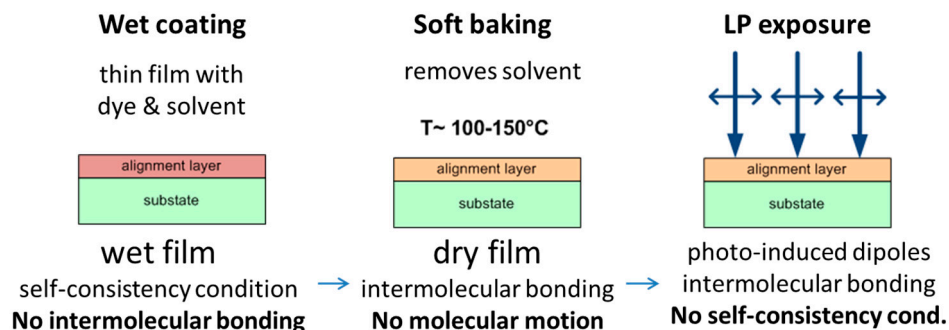 Wet coating
thin film with
dye & solvent
alignment layer
substate
wet film
self-consistency condition
No intermolecular bonding
Soft baking
removes solvent
T~ 100-150°C
alignment layer
substate
dry film
intermolecular bonding
No molecular motion
LP exposure
alignment layer
substate
photo-induced dipoles
intermolecular bonding
No self-consistency cond.